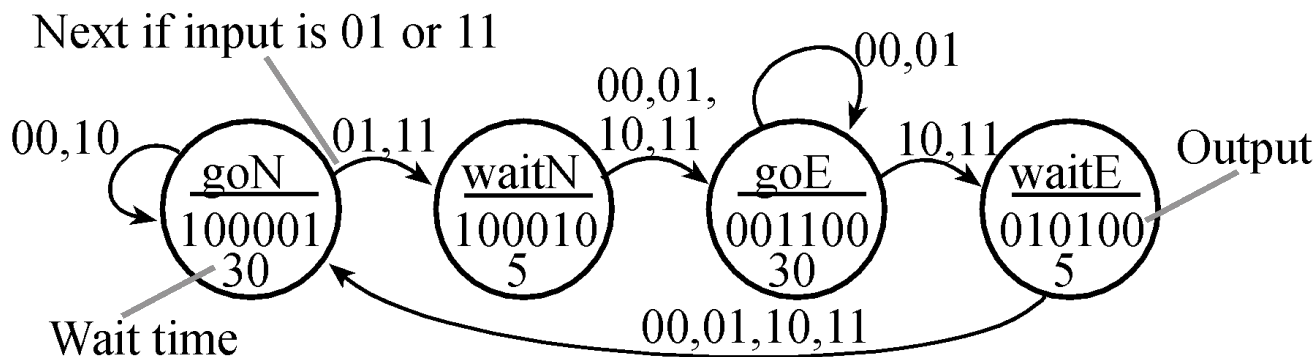 Next if input is 01 or 11
00,01
00,01,
10,11
00,10
01,11
10,11
Output
goN
100001
30
waitN
100010
5
goE
001100
30
waitE
010100
5
Wait time
00,01,10,11